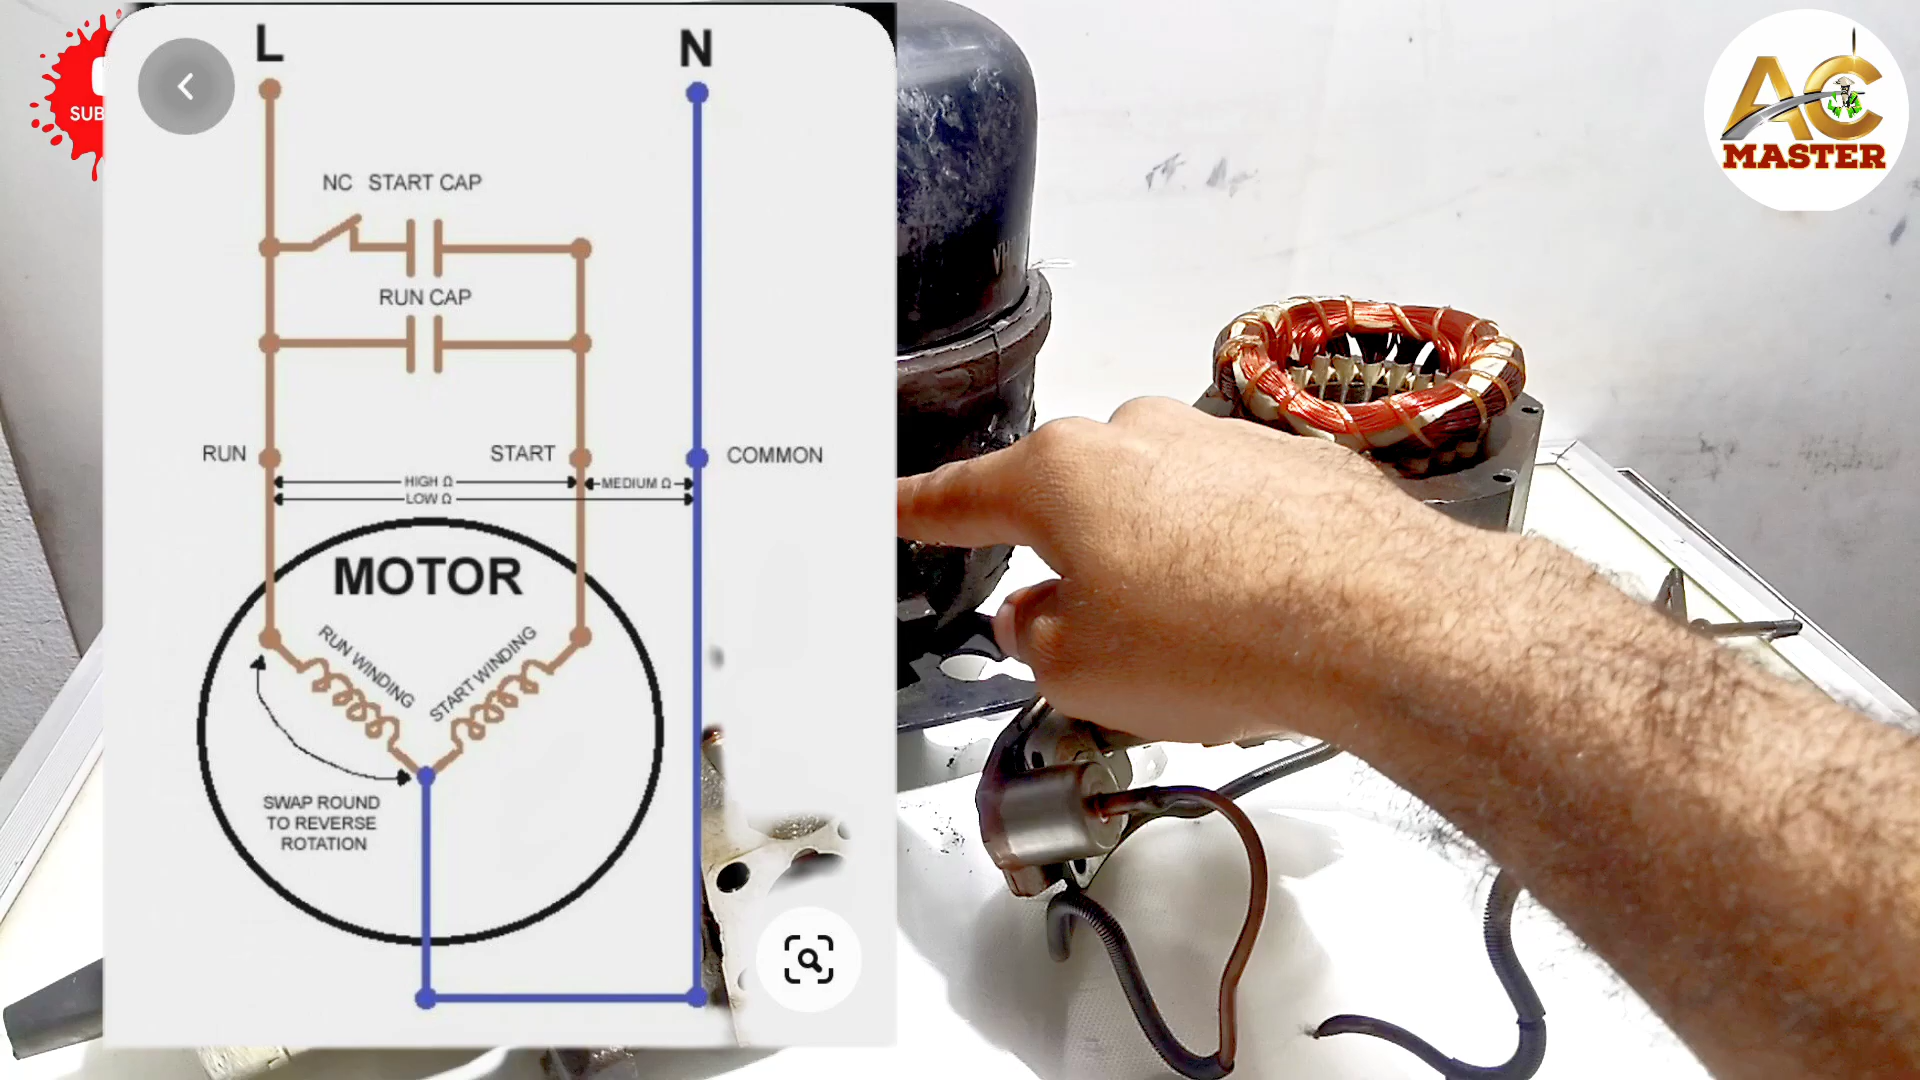 L
N
SUB
NC START CAP
RUN CAP
RUN
START
COMMON
HIGH Ω
MEDIUM Ω
LOW Ω
MOTOR
RUN WINDING
START WINDING
SWAP ROUND
TO REVERSE
ROTATION
VH
AC
MASTER